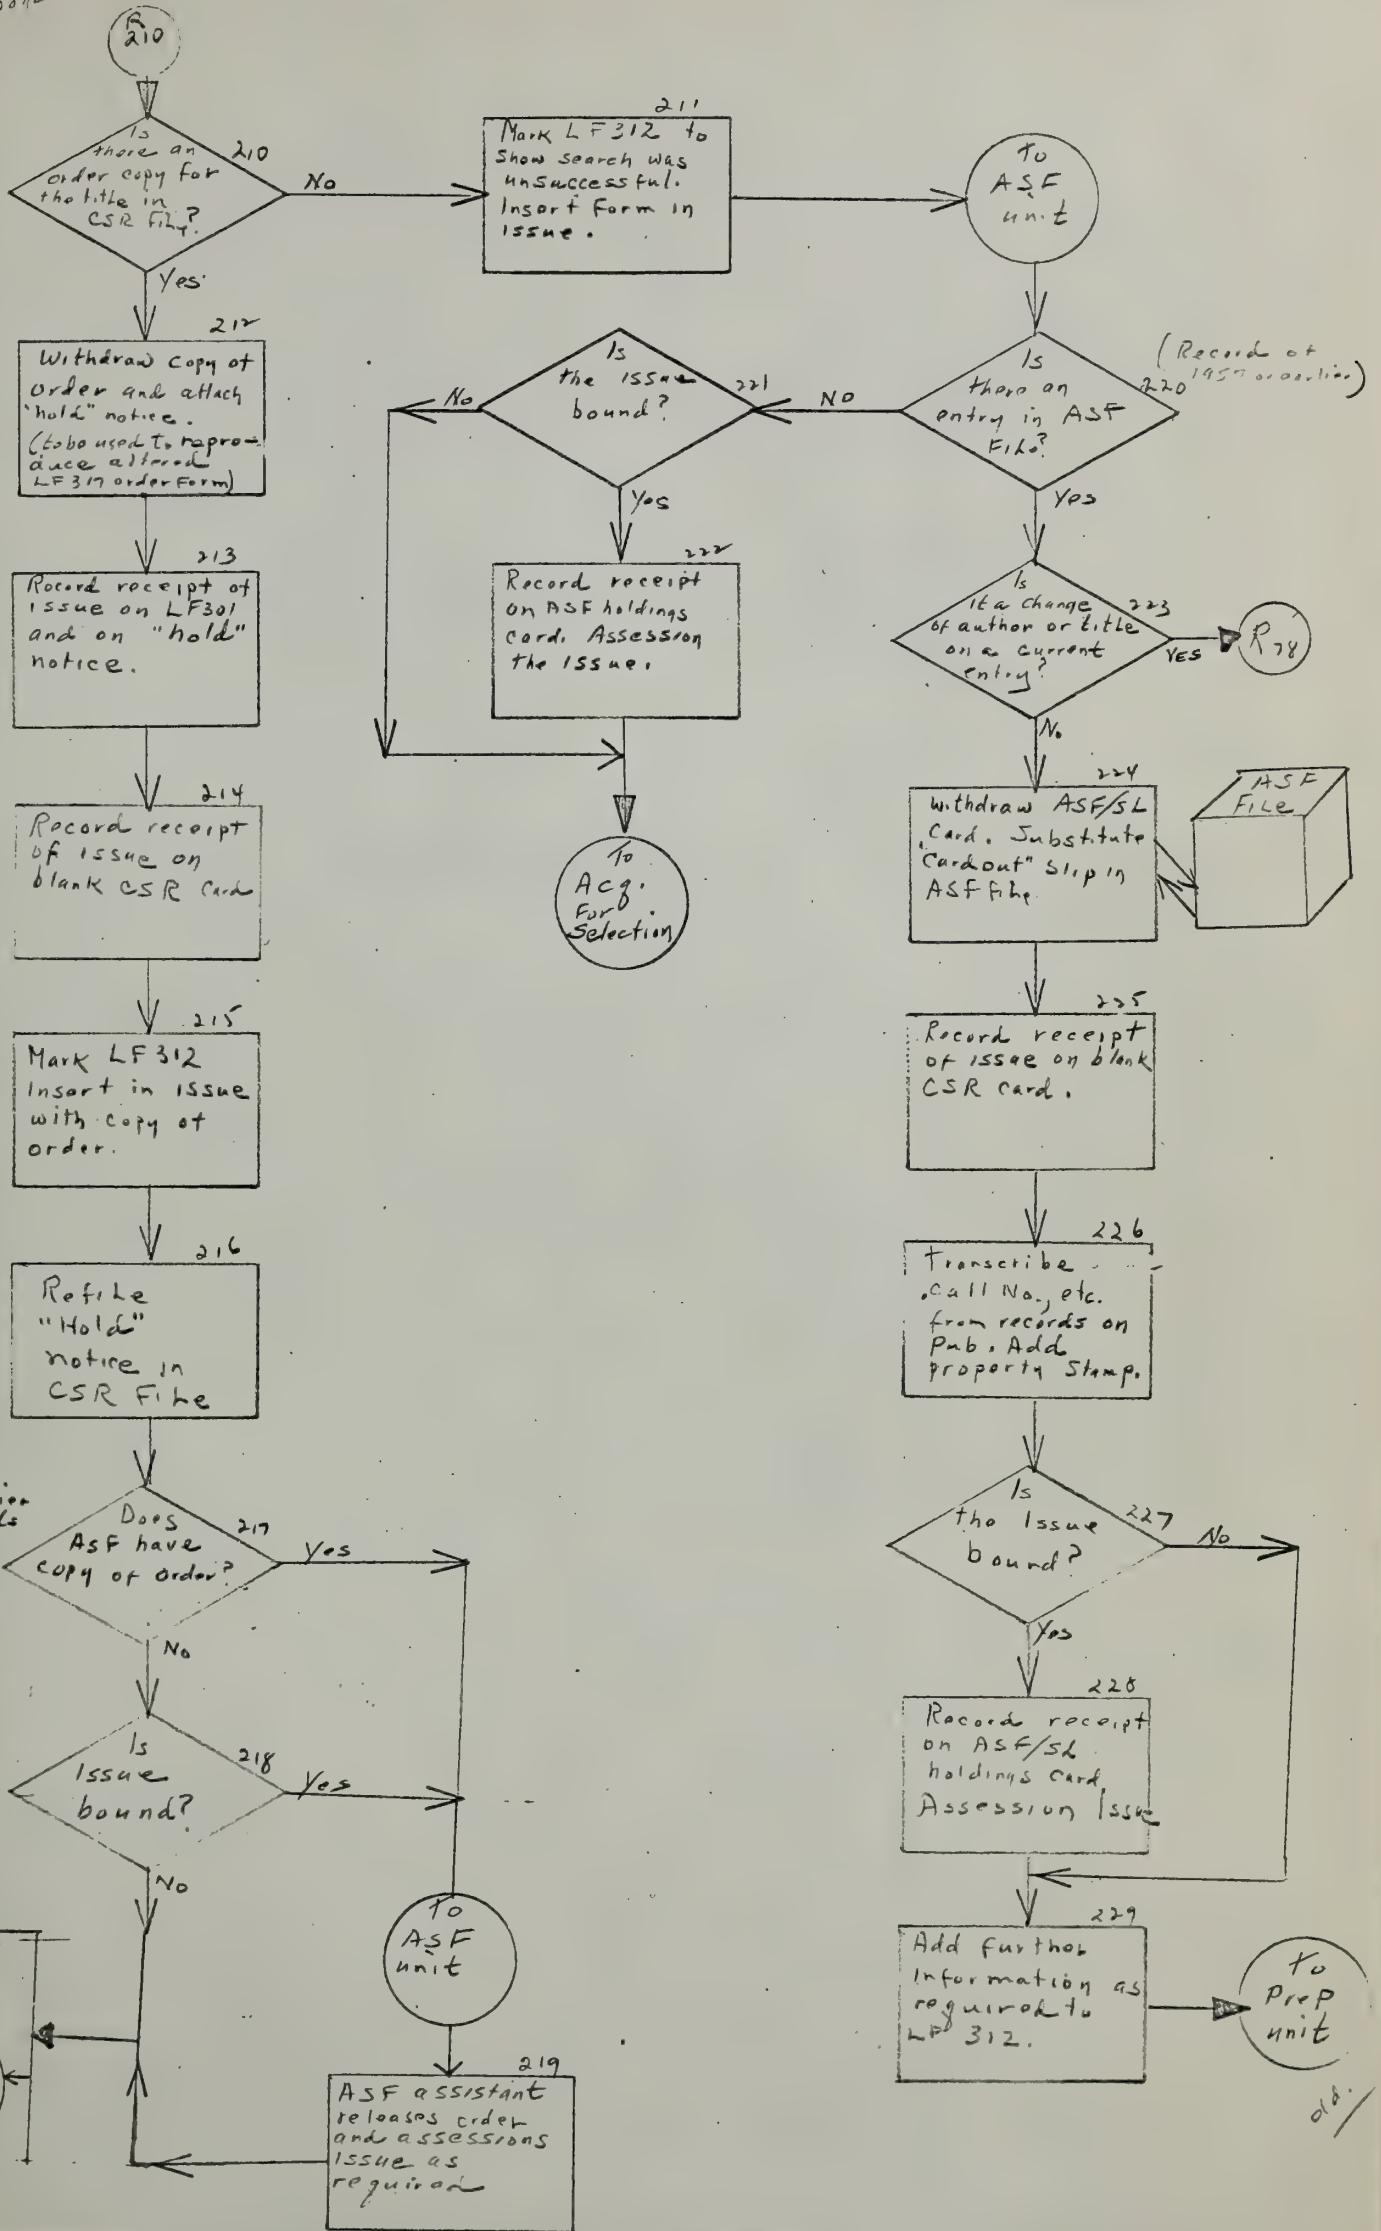 R
210
Is
there an
order copy for
the title in
CSR File?
210
No
Yes
211
Mark LF 312 to
Show search was
unsuccessful.
Insert Form in
Issue.
To
ASF
unit
212
Withdraw copy of
order and attach
"hold" notice.
(to be used to repro-
duce altered
LF 317 order Form)
213
Record receipt of
issue on LF301
and on "hold"
notice.
214
Record receipt
of issue on
blank CSR Card
215
Mark LF 312
Insert in issue
with copy of
order.
216
Refile
"Hold"
notice in
CSR File
Does
ASF have
copy of order?
217
Yes
No
Is
Issue
bound?
218
Yes
No
To
ASF
unit
219
ASF assistant
releases order
and assessions
issue as
required
Is
the issue
bound?
221
No
Yes
222
Record receipt
on ASF holdings
card. Assession
the issue.
To
Acq.
For
Selection
Is
there an
entry in ASF
File?
220
(Record of
1957 or earlier)
No
Yes
Is
it a change
of author or title
on a current
entry?
223
YES
R78
No
224
Withdraw ASF/SL
Card. Substitute
"Cardout" Slip in
ASF file
ASF
File
225
Record receipt
of issue on blank
CSR card.
226
Transcribe
Call No., etc.
from records on
Pub. Add
property Stamp.
Is
the Issue
bound?
227
No
Yes
228
Record receipt
on ASF/SL
holdings card.
Assession Issue
229
Add further
information as
required to
LF 312.
To
Prep
unit